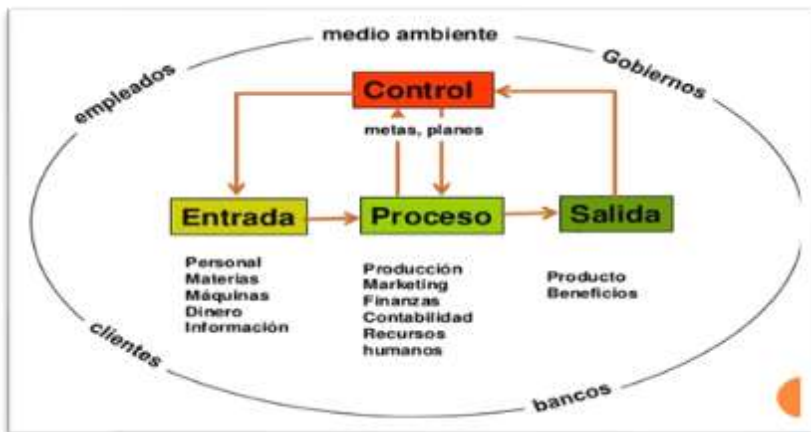 medio ambiente
empleados
Gobiernos
Control
metas, planes
Entrada
Proceso
Salida
Personal
Materias
Máquinas
Dinero
Información
Producción
Marketing
Finanzas
Contabilidad
Recursos
humanos
Producto
Beneficios
clientes
bancos